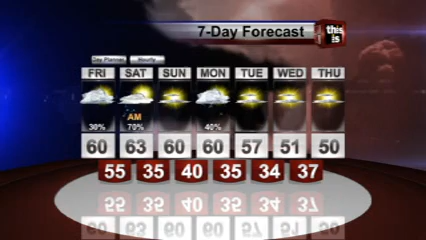 7-Day Forecast
this
is
Day Planner Hourly
FRI SAT SUN MON TUE WED THU
AM
30% 70% 40%
60 63 60 60 57 51 50
55 35 40 35 34 37